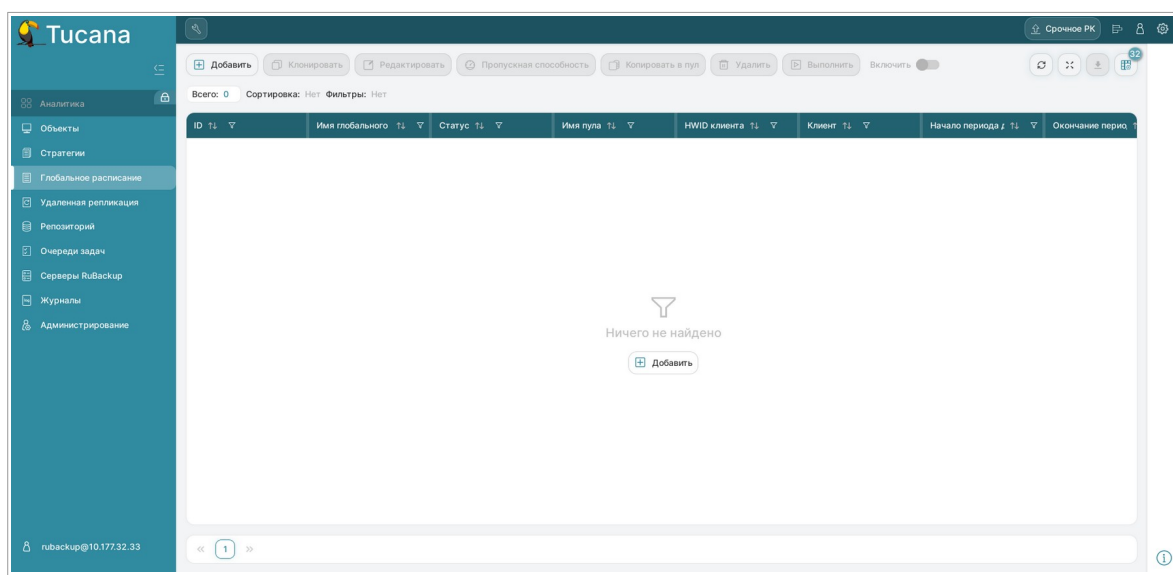 Tucana
Срочное РК
Добавить Клонировать Редактировать Пропускная способность Копировать в пул Удалить Выполнить Включить 32
Всего: 0 Сортировка: Нет Фильтры: Нет
Аналитика
Объекты
Стратегии
Глобальное расписание
Удаленная репликация
Репозиторий
Очереди задач
Серверы RuBackup
Журналы
Администрирование
ID Имя глобального Статус Имя пула HWID клиента Клиент Начало периода Окончание перио
Ничего не найдено
Добавить
rubackup@10.177.32.33
« 1 »